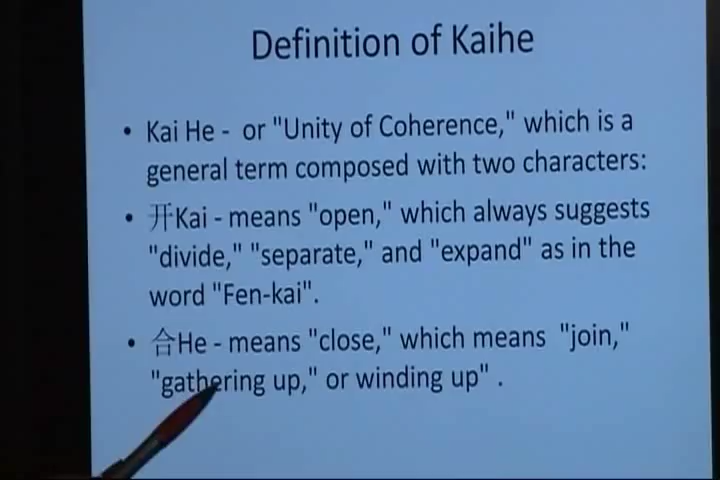 Definition of Kaihe
• Kai He - or "Unity of Coherence," which is a
general term composed with two characters:
• 开Kai - means "open," which always suggests
"divide," "separate," and "expand" as in the
word "Fen-kai".
• 合He - means "close," which means "join,"
"gathering up," or winding up" .